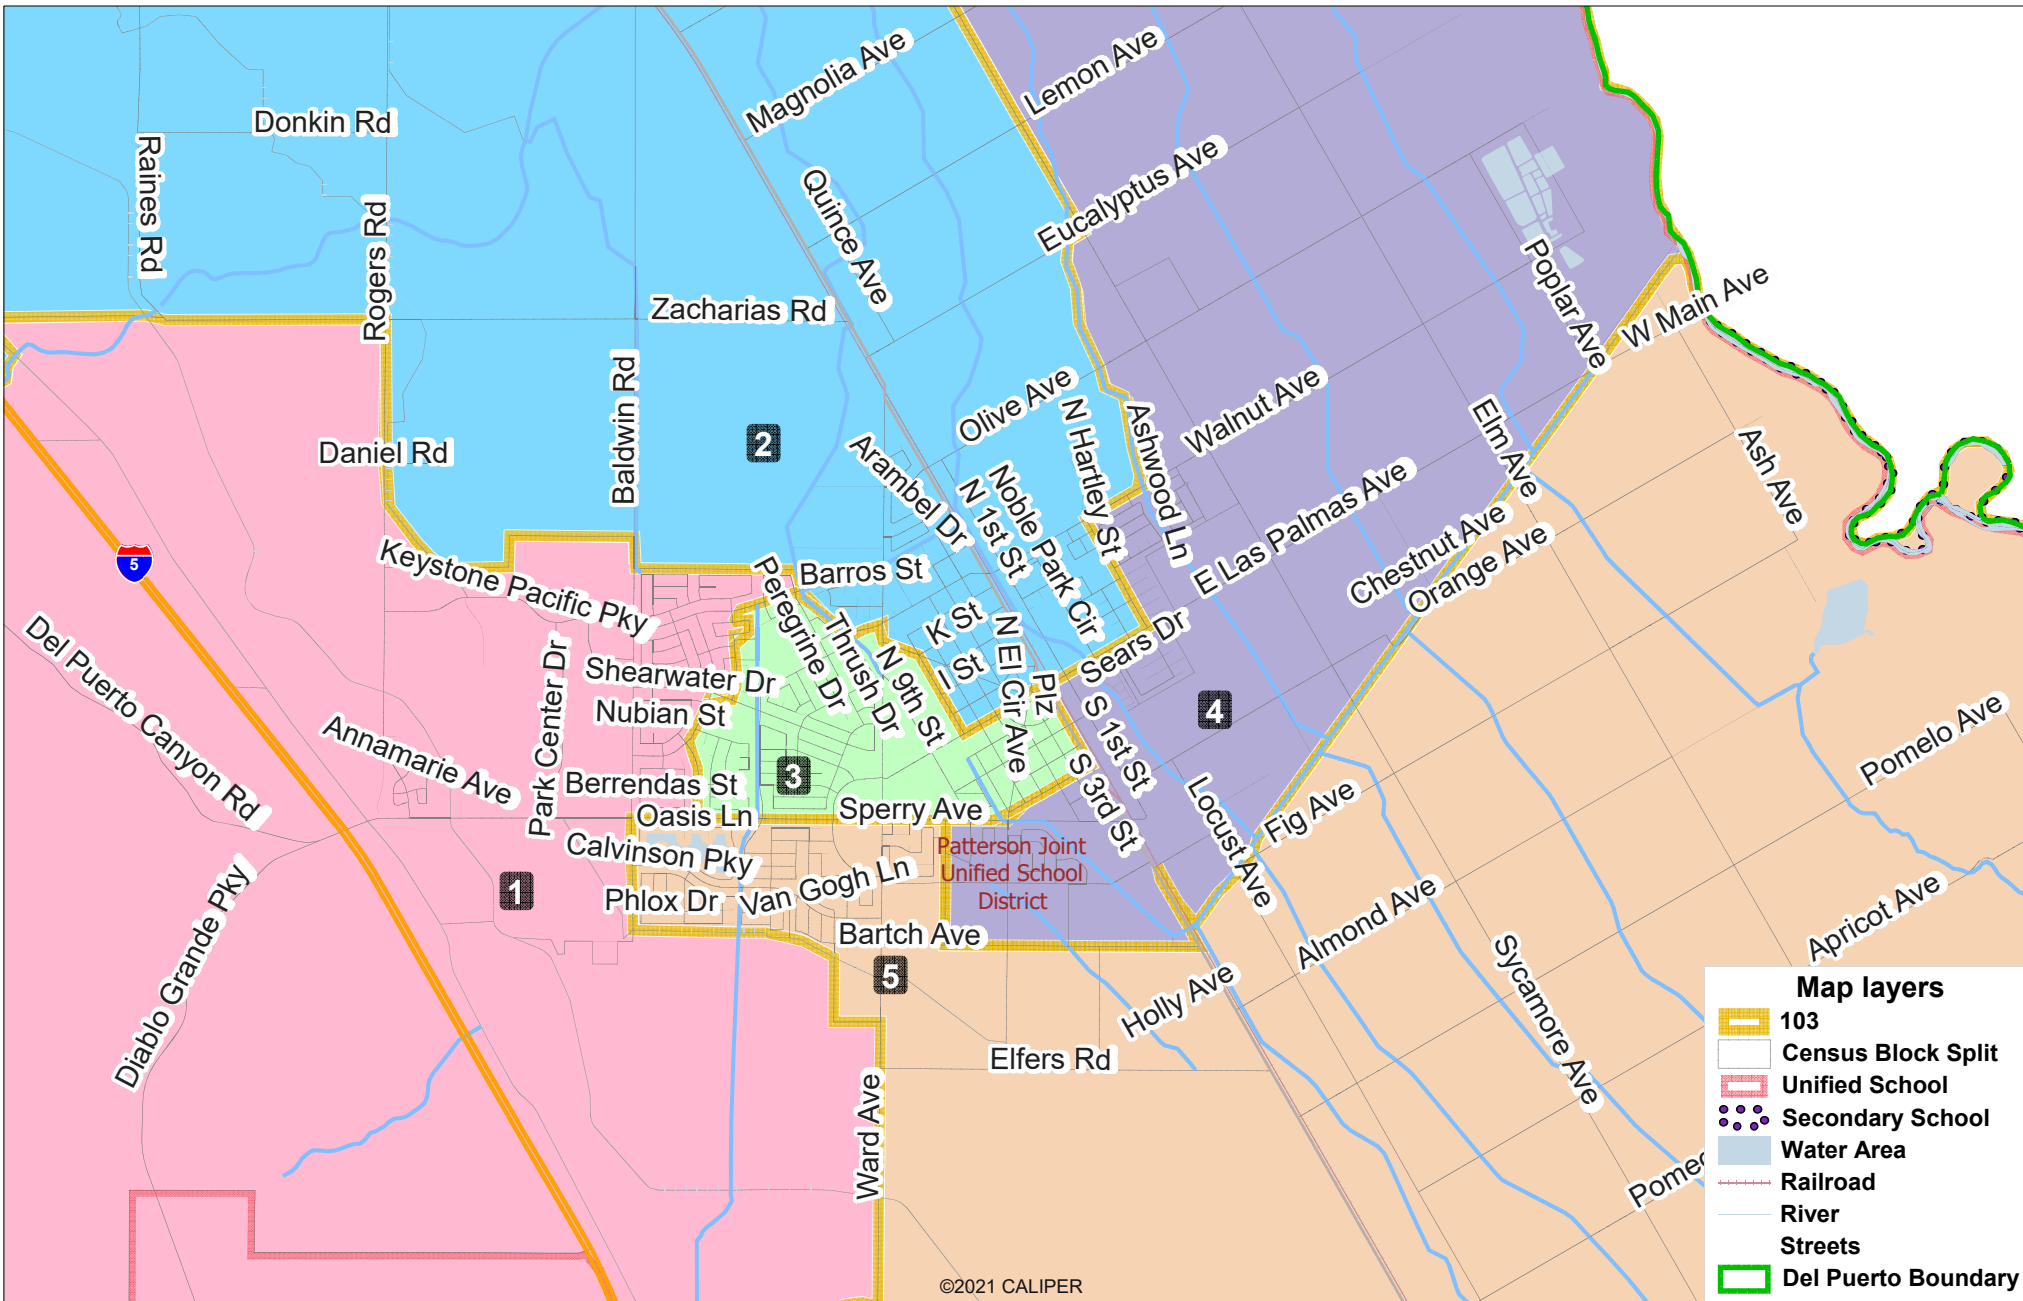 Magnolia Ave
Lemon Ave
Donkin Rd
Raines Rd
Eucalyptus Ave
Quince Ave
Rogers Rd
Poplar Ave
W Main Ave
Zacharias Rd
Baldwin Rd
Olive Ave
Walnut Ave
N Hartley St
Ashwood Ln
Elm Ave
Ash Ave
2
Daniel Rd
Arambel Dr
N 1st St
Noble Park Cir
E Las Palmas Ave
Chestnut Ave
Orange Ave
5
Keystone Pacific Pky
Barros St
Peregrine Dr
Thrush Dr
K St
I St
N El Cir
Sears Dr
Del Puerto Canyon Rd
Park Center Dr
Shearwater Dr
Nubian St
N 9th St
Plz
Ave
S 1st St
4
Pomelo Ave
Annamarie Ave
Berrendas St
3
S 3rd St
Locust Ave
Fig Ave
Oasis Ln
Sperry Ave
Calvinson Pky
Patterson Joint
Unified School
District
1
Phlox Dr
Van Gogh Ln
Almond Ave
Apricot Ave
Diablo Grande Pky
Bartch Ave
5
Holly Ave
Sycamore Ave
Elfers Rd
Ward Ave
©2021 CALIPER
Map layers
103
Census Block Split
Unified School
Secondary School
Water Area
Railroad
River
Streets
Del Puerto Boundary